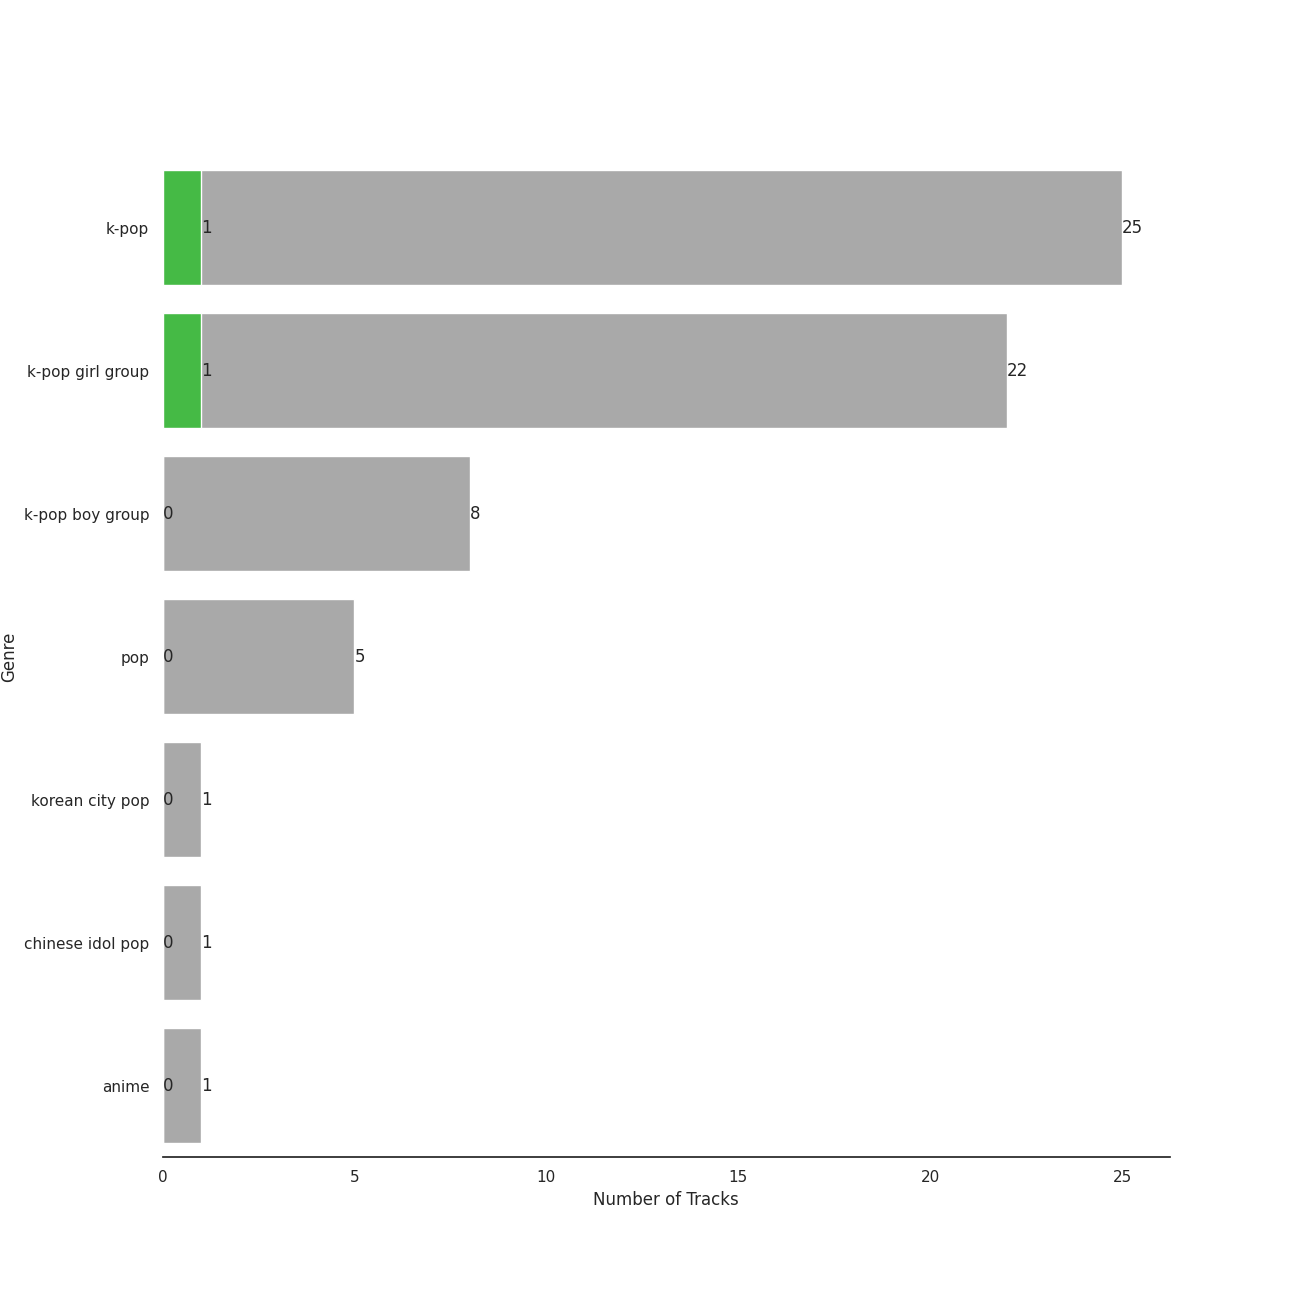 k-pop 1 25
k-pop girl group 1 22
k-pop boy group 0 8
pop 0 5
Genre
korean city pop 0 1
chinese idol pop 0 1
anime 0 1
0 5 10 15 20 25
Number of Tracks